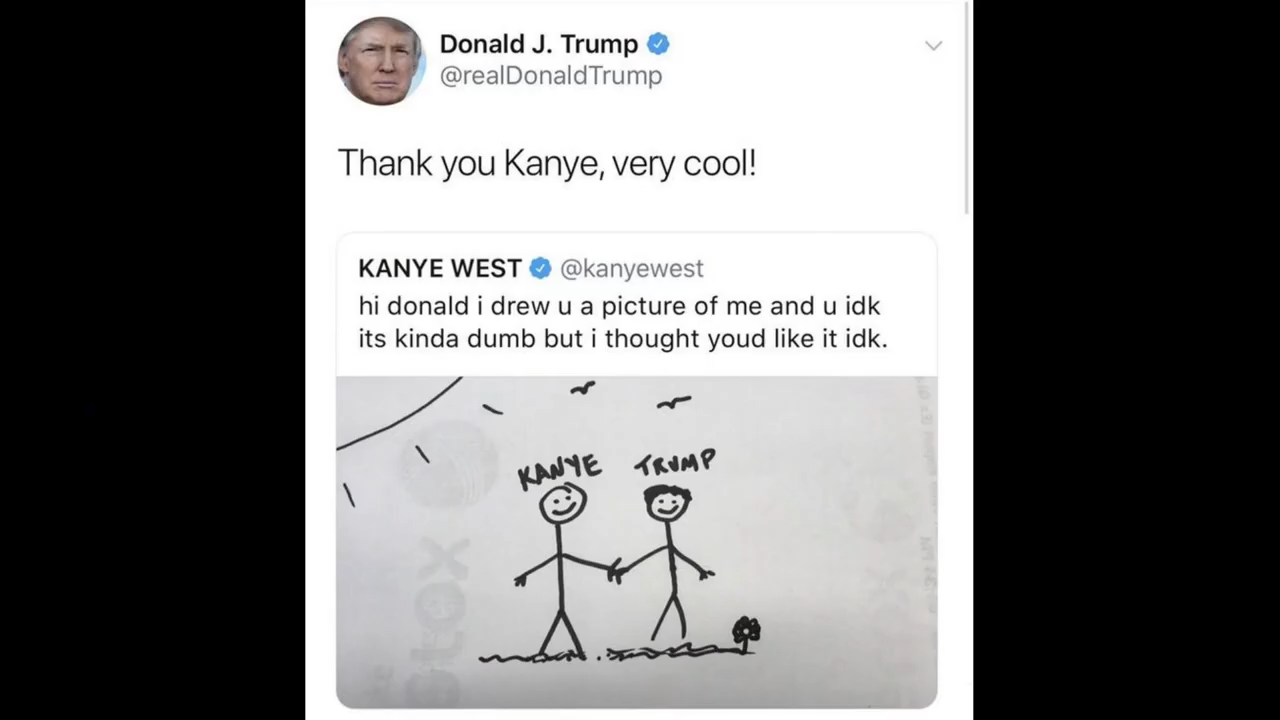 Donald J. Trump
@realDonaldTrump
Thank you Kanye, very cool!
KANYE WEST @kanyewest
hi donald i drew u a picture of me and u idk
its kinda dumb but i thought youd like it idk.
KANYE TRUMP